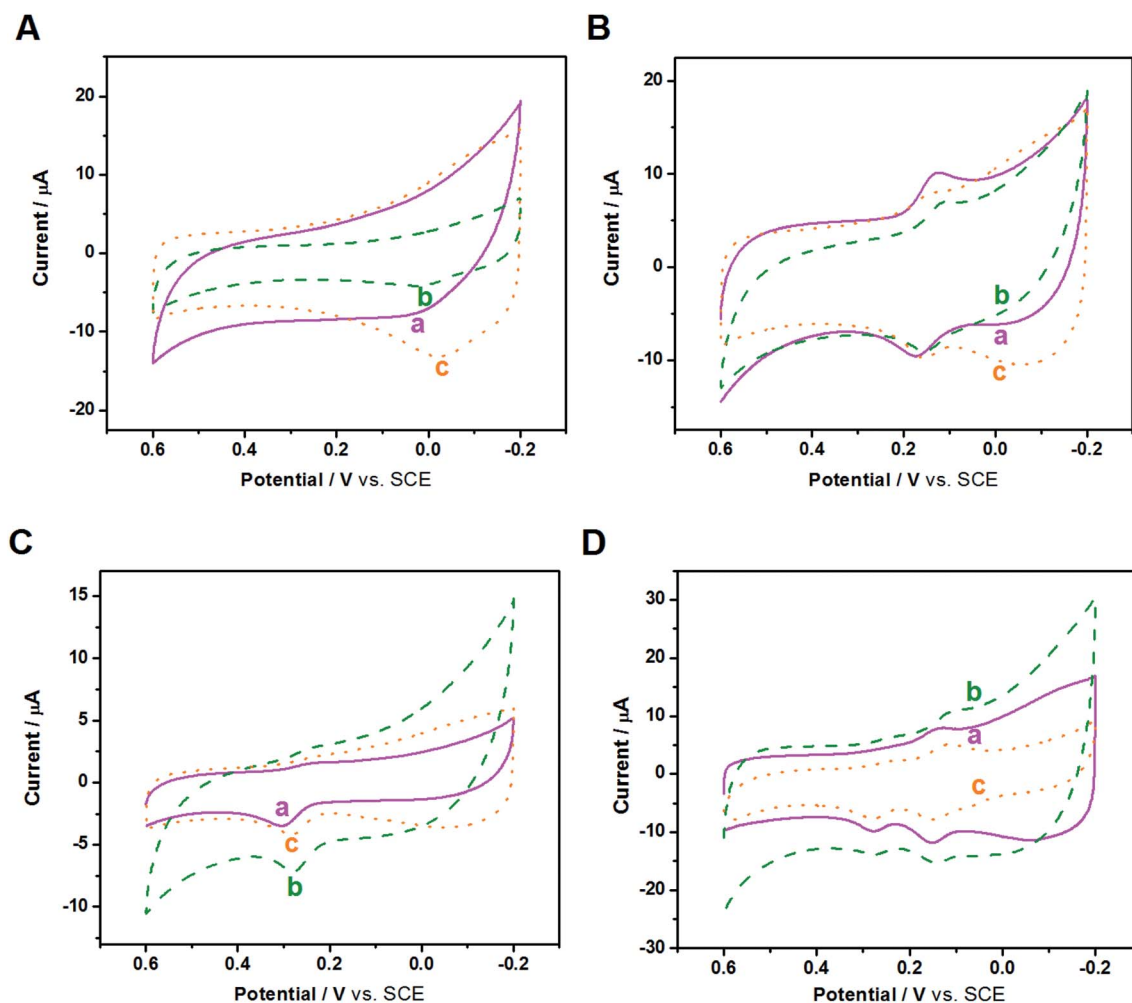 A
Current / µA
20
10
0
-10
-20
b
a
c
0.6 0.4 0.2 0.0 -0.2
Potential / V vs. SCE
B
Current / µA
20
10
0
-10
b
a
c
0.6 0.4 0.2 0.0 -0.2
Potential / V vs. SCE
C
Current / µA
15
10
5
0
-5
-10
a
c
b
0.6 0.4 0.2 0.0 -0.2
Potential / V vs. SCE
D
Current / µA
30
20
10
0
-10
-20
-30
b
a
c
0.6 0.4 0.2 0.0 -0.2
Potential / V vs. SCE